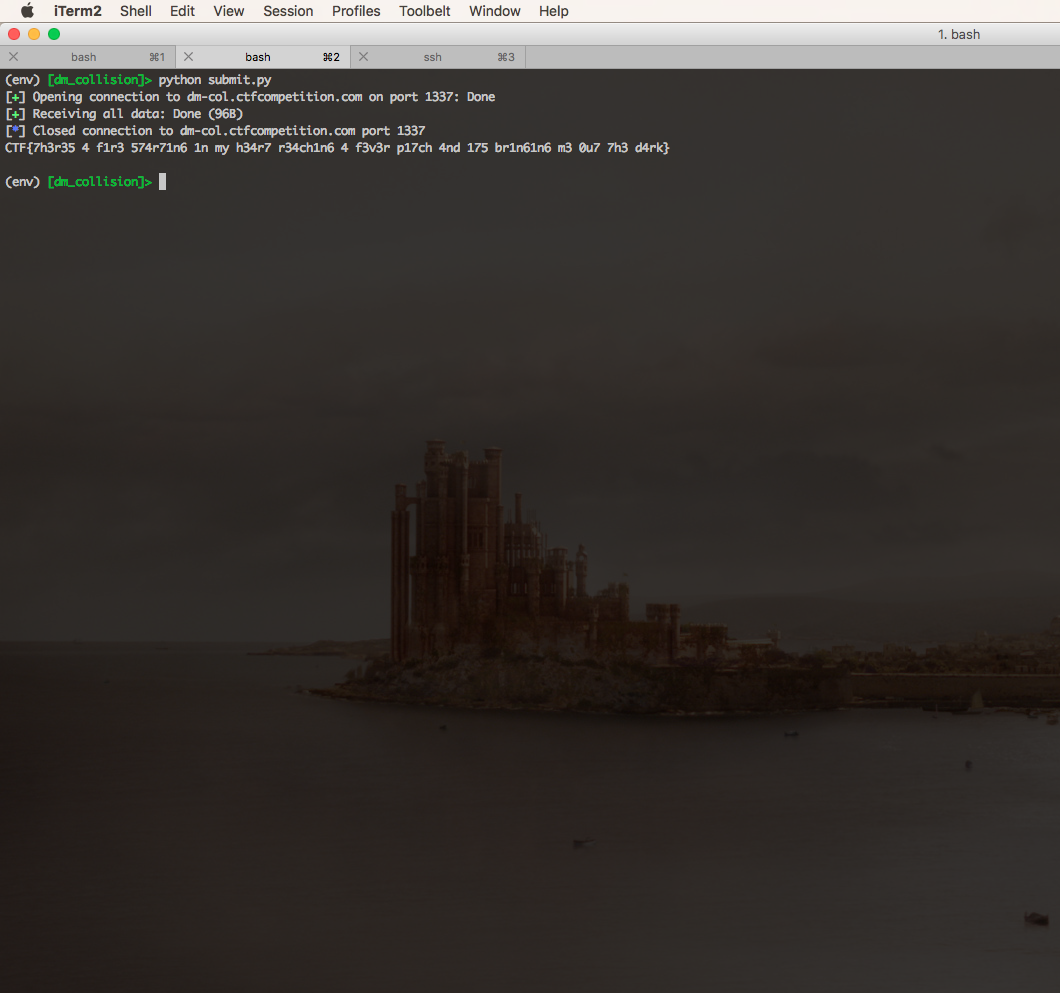 iTerm2 Shell Edit View Session Profiles Toolbelt Window Help
1. bash
bash ⌘1 bash ⌘2 ssh ⌘3
(env) [dm_collision]> python submit.py
[+] Opening connection to dm-col.ctfcompetition.com on port 1337: Done
[+] Receiving all data: Done (96B)
[*] Closed connection to dm-col.ctfcompetition.com port 1337
CTF{7h3r35 4 f1r3 574r71n6 1n my h34r7 r34ch1n6 4 f3v3r p17ch 4nd 175 br1n61n6 m3 0u7 7h3 d4rk}
(env) [dm_collision]>